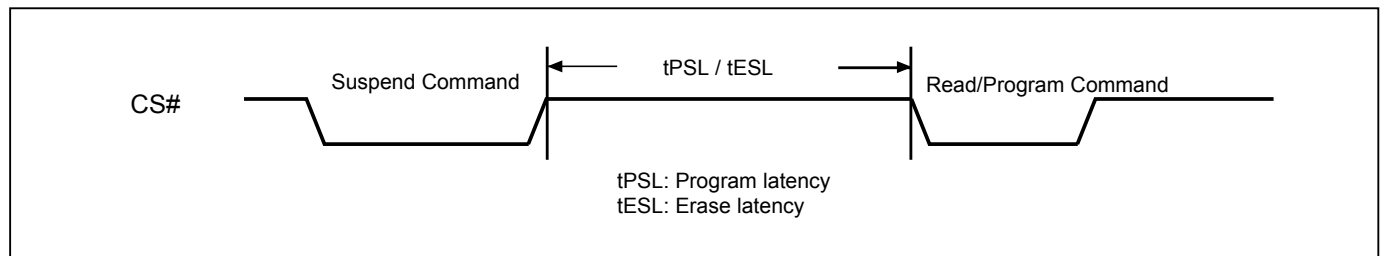 tPSL / tESL
Suspend Command
Read/Program Command
CS#
tPSL: Program latency
tESL: Erase latency